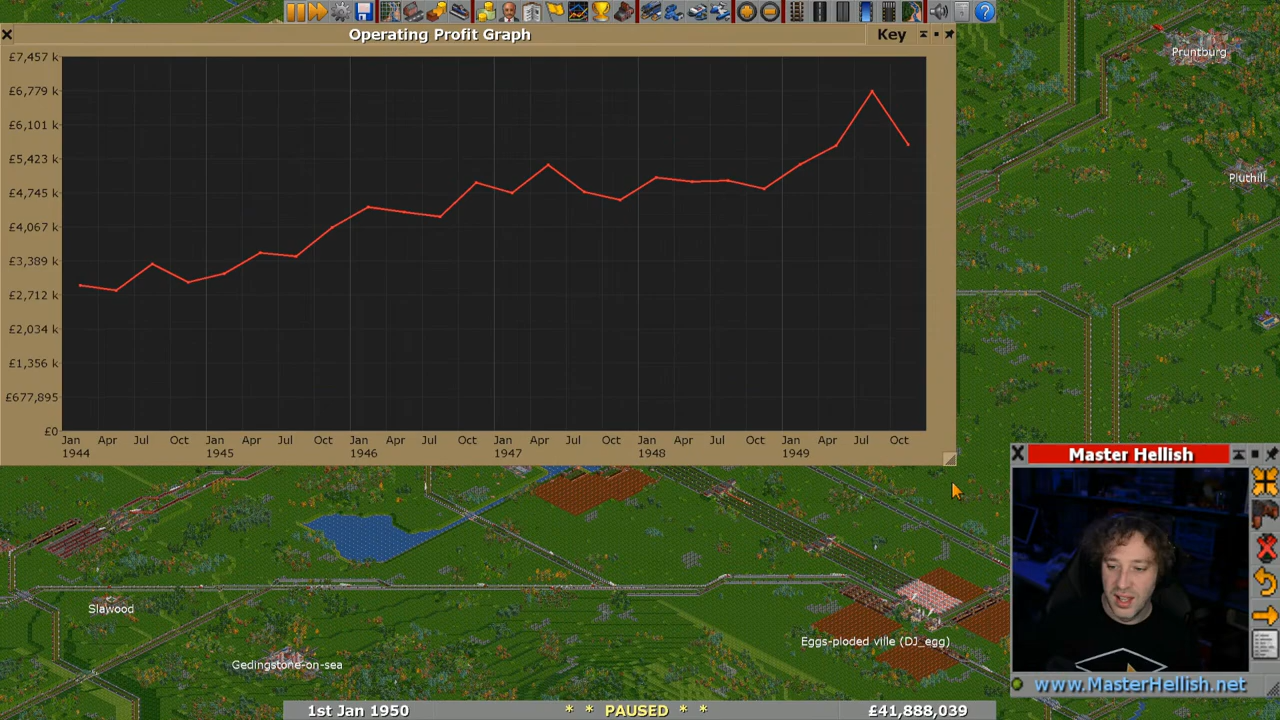 Operating Profit Graph
Key
£7,457 k
£6,779 k
£6,101 k
£5,423 k
£4,745 k
£4,067 k
£3,389 k
£2,712 k
£2,034 k
£1,356 k
£677,895
£0
Jan Apr Jul Oct Jan Apr Jul Oct Jan Apr Jul Oct Jan Apr Jul Oct Jan Apr Jul Oct Jan Apr Jul Oct
1944 1945 1946 1947 1948 1949
Pruntburg
Pluthill
Master Hellish
Slawood
Gedingstone-on-sea
Eggs-ploded ville (DJ_egg)
www.MasterHellish.net
1st Jan 1950
* * PAUSED * *
£41,888,039